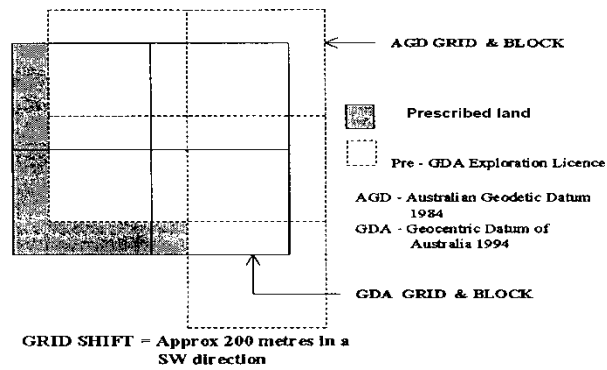 AGD GRID & BLOCK
Prescribed land
Pre - GDA Exploration Licence
AGD - Australian Geodetic Datum
1984
GDA - Geocentric Datum of
Australia 1994
GDA GRID & BLOCK
GRID SHIFT = Approx 200 metres in a
SW direction